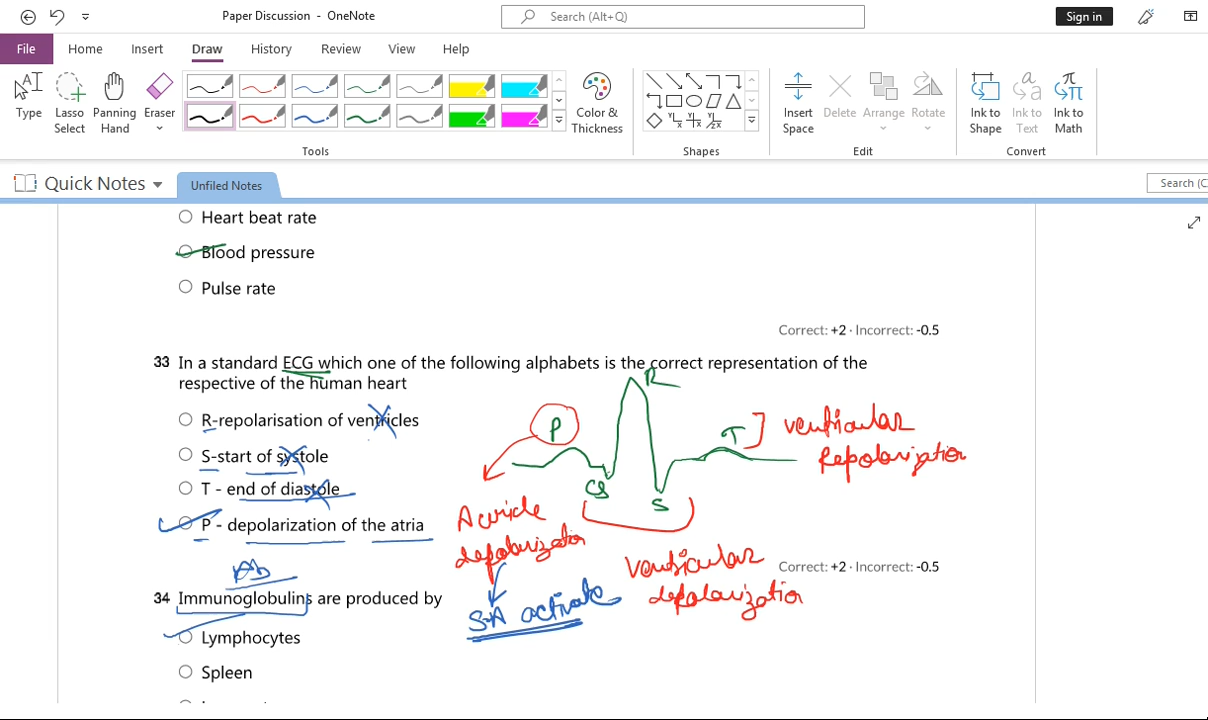 Paper Discussion - OneNote
Search (Alt+Q)
Sign in
File Home Insert Draw History Review View Help
Type
Lasso Select
Panning Hand
Eraser
Color & Thickness
Insert Space
Delete
Arrange
Rotate
Ink to Shape
Ink to Text
Ink to Math
Tools Shapes Edit Convert
Quick Notes
Unfiled Notes
Search (C
Heart beat rate
Blood pressure
Pulse rate
Correct: +2 · Incorrect: -0.5
33 In a standard ECG which one of the following alphabets is the correct representation of the
respective of the human heart
R-repolarisation of ventricles
S-start of systole
T - end of diastole
P - depolarization of the atria
P
Q
R
S
T
ventricular
Repolarization
Auricle
depolarization
S-A activate
ventricular
depolarization
Correct: +2 · Incorrect: -0.5
Ab
34 Immunoglobulins are produced by
Lymphocytes
Spleen